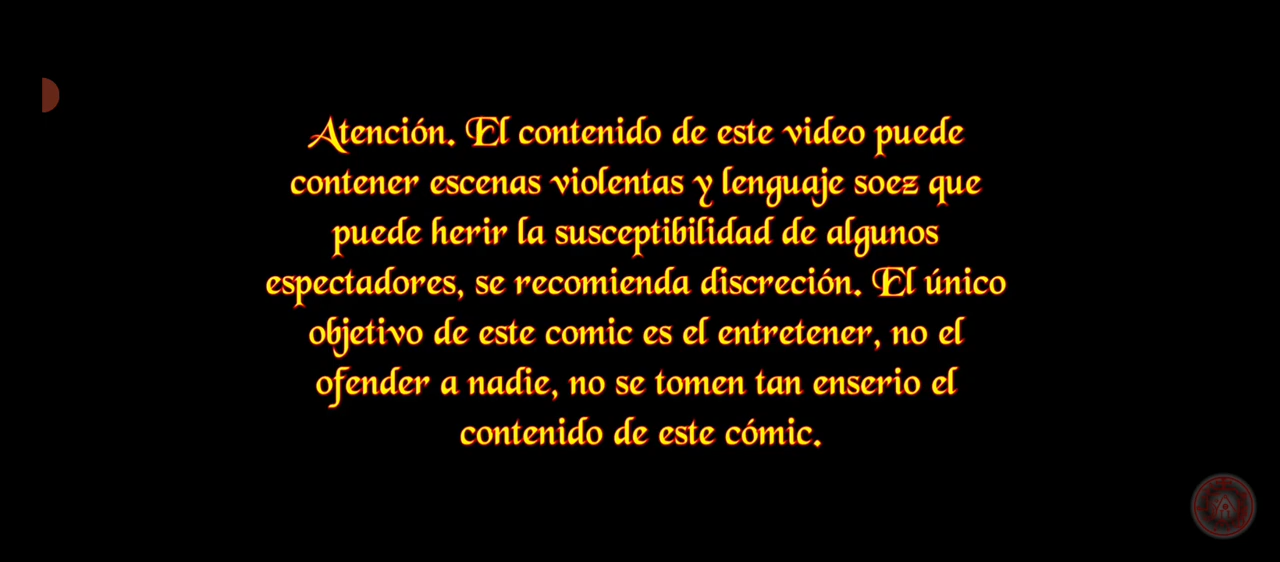 Atención. El contenido de este video puede
contener escenas violentas y lenguaje soez que
puede herir la susceptibilidad de algunos
espectadores, se recomienda discreción. El único
objetivo de este comic es el entretener, no el
ofender a nadie, no se tomen tan enserio el
contenido de este cómic.